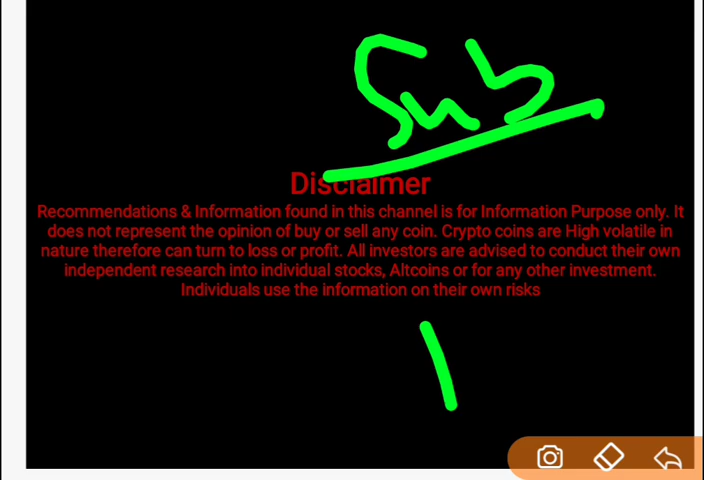 Sub
Disclaimer
Recommendations & Information found in this channel is for Information Purpose only. It
does not represent the opinion of buy or sell any coin. Crypto coins are High volatile in
nature therefore can turn to loss or profit. All investors are advised to conduct their own
independent research into individual stocks, Altcoins or for any other investment.
Individuals use the information on their own risks